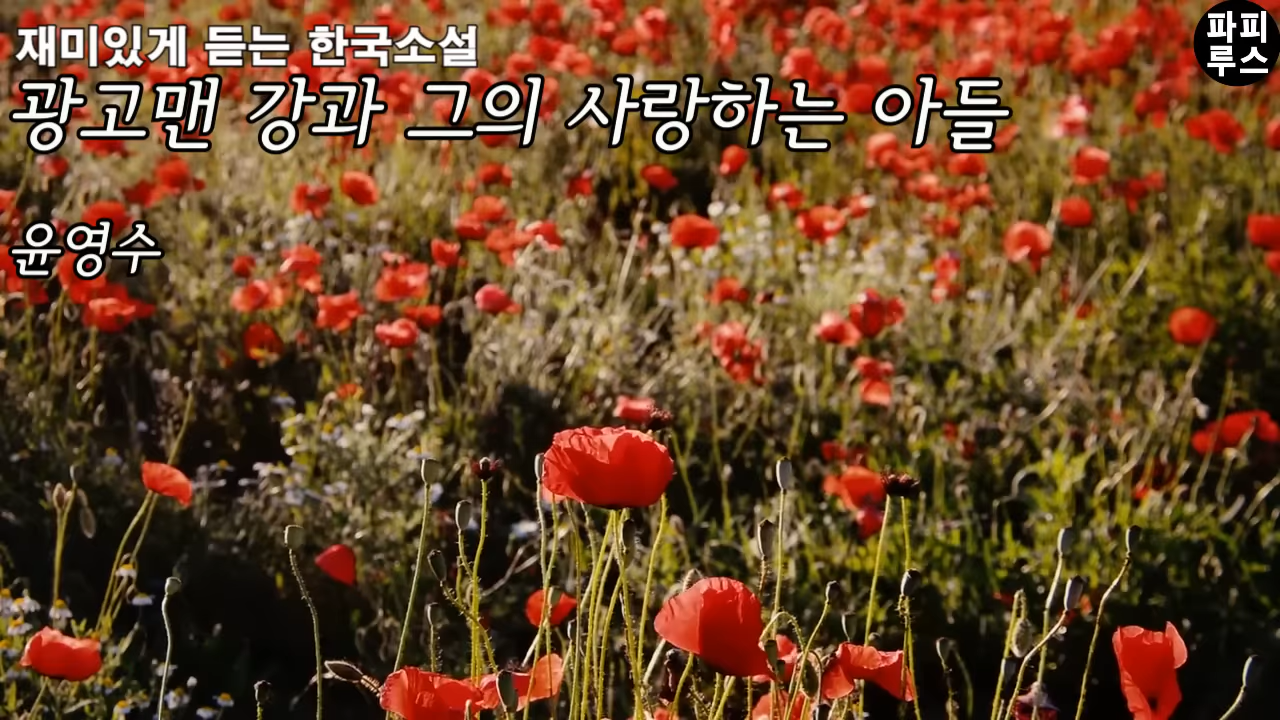 재미있게 듣는 한국소설
광고맨 강과 그의 사랑하는 아들
윤영수
파피
루스